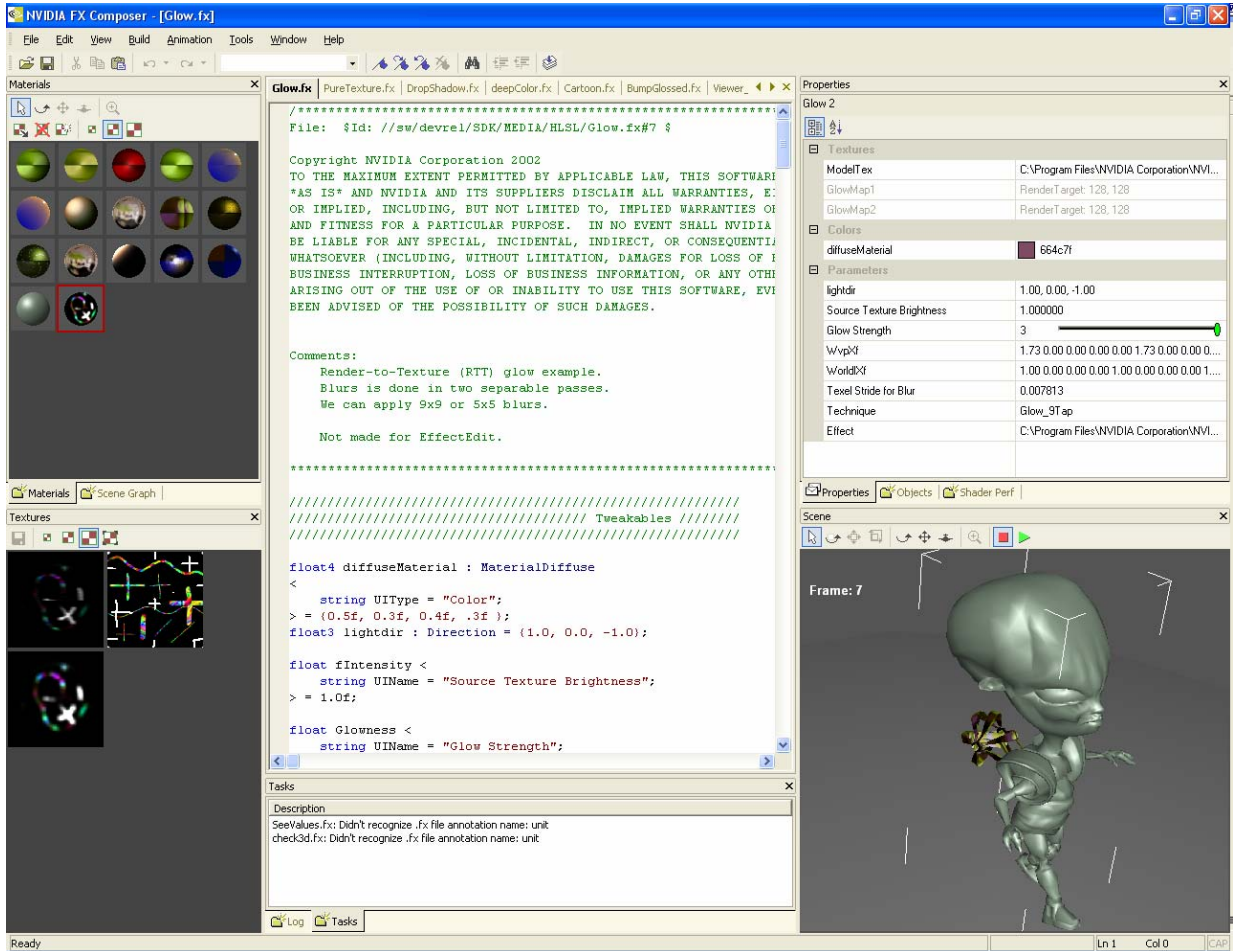 NVIDIA FX Composer - [Glow.fx]
File Edit View Build Animation Tools Window Help
Materials
Materials Scene Graph
Textures
Glow.fx PureTexture.fx DropShadow.fx deepColor.fx Cartoon.fx BumpGlossed.fx Viewer_
/***************************************************************
File: $Id: //sw/devrel/SDK/MEDIA/HLSL/Glow.fx#7 $
Copyright NVIDIA Corporation 2002
TO THE MAXIMUM EXTENT PERMITTED BY APPLICABLE LAW, THIS SOFTWARE
*AS IS* AND NVIDIA AND ITS SUPPLIERS DISCLAIM ALL WARRANTIES, EI
OR IMPLIED, INCLUDING, BUT NOT LIMITED TO, IMPLIED WARRANTIES OF
AND FITNESS FOR A PARTICULAR PURPOSE. IN NO EVENT SHALL NVIDIA
BE LIABLE FOR ANY SPECIAL, INCIDENTAL, INDIRECT, OR CONSEQUENTIA
WHATSOEVER (INCLUDING, WITHOUT LIMITATION, DAMAGES FOR LOSS OF
BUSINESS INTERRUPTION, LOSS OF BUSINESS INFORMATION, OR ANY OTHE
ARISING OUT OF THE USE OF OR INABILITY TO USE THIS SOFTWARE, EVE
BEEN ADVISED OF THE POSSIBILITY OF SUCH DAMAGES.
Comments:
Render-to-Texture (RTT) glow example.
Blurs is done in two separable passes.
We can apply 9x9 or 5x5 blurs.
Not made for EffectEdit.
****************************************************************
///////////////////////////////////////////////////////////
/////////////////////////////////////// Tweakables ////////
///////////////////////////////////////////////////////////
float4 diffuseMaterial : MaterialDiffuse
<
string UIType = "Color";
> = {0.5f, 0.3f, 0.4f, .3f };
float3 lightdir : Direction = {1.0, 0.0, -1.0};
float fIntensity <
string UIName = "Source Texture Brightness";
> = 1.0f;
float Glowness <
string UIName = "Glow Strength";
Tasks
Description
SeeValues.fx: Didn't recognize .fx file annotation name: unit
check3d.fx: Didn't recognize .fx file annotation name: unit
Log Tasks
Properties
Glow 2
Textures
ModelTex C:\Program Files\NVIDIA Corporation\NVI...
GlowMap1 RenderTarget: 128, 128
GlowMap2 RenderTarget: 128, 128
Colors
diffuseMaterial 664c7f
Parameters
lightdir 1.00, 0.00, -1.00
Source Texture Brightness 1.000000
Glow Strength 3
WvpXf 1.73 0.00 0.00 0.00 0.00 1.73 0.00 0.00 0....
WorldIXf 1.00 0.00 0.00 0.00 1.00 0.00 0.00 0.00 1....
Texel Stride for Blur 0.007813
Technique Glow_9Tap
Effect C:\Program Files\NVIDIA Corporation\NVI...
Properties Objects Shader Perf
Scene
Frame: 7
Ready Ln 1 Col 0 CAP